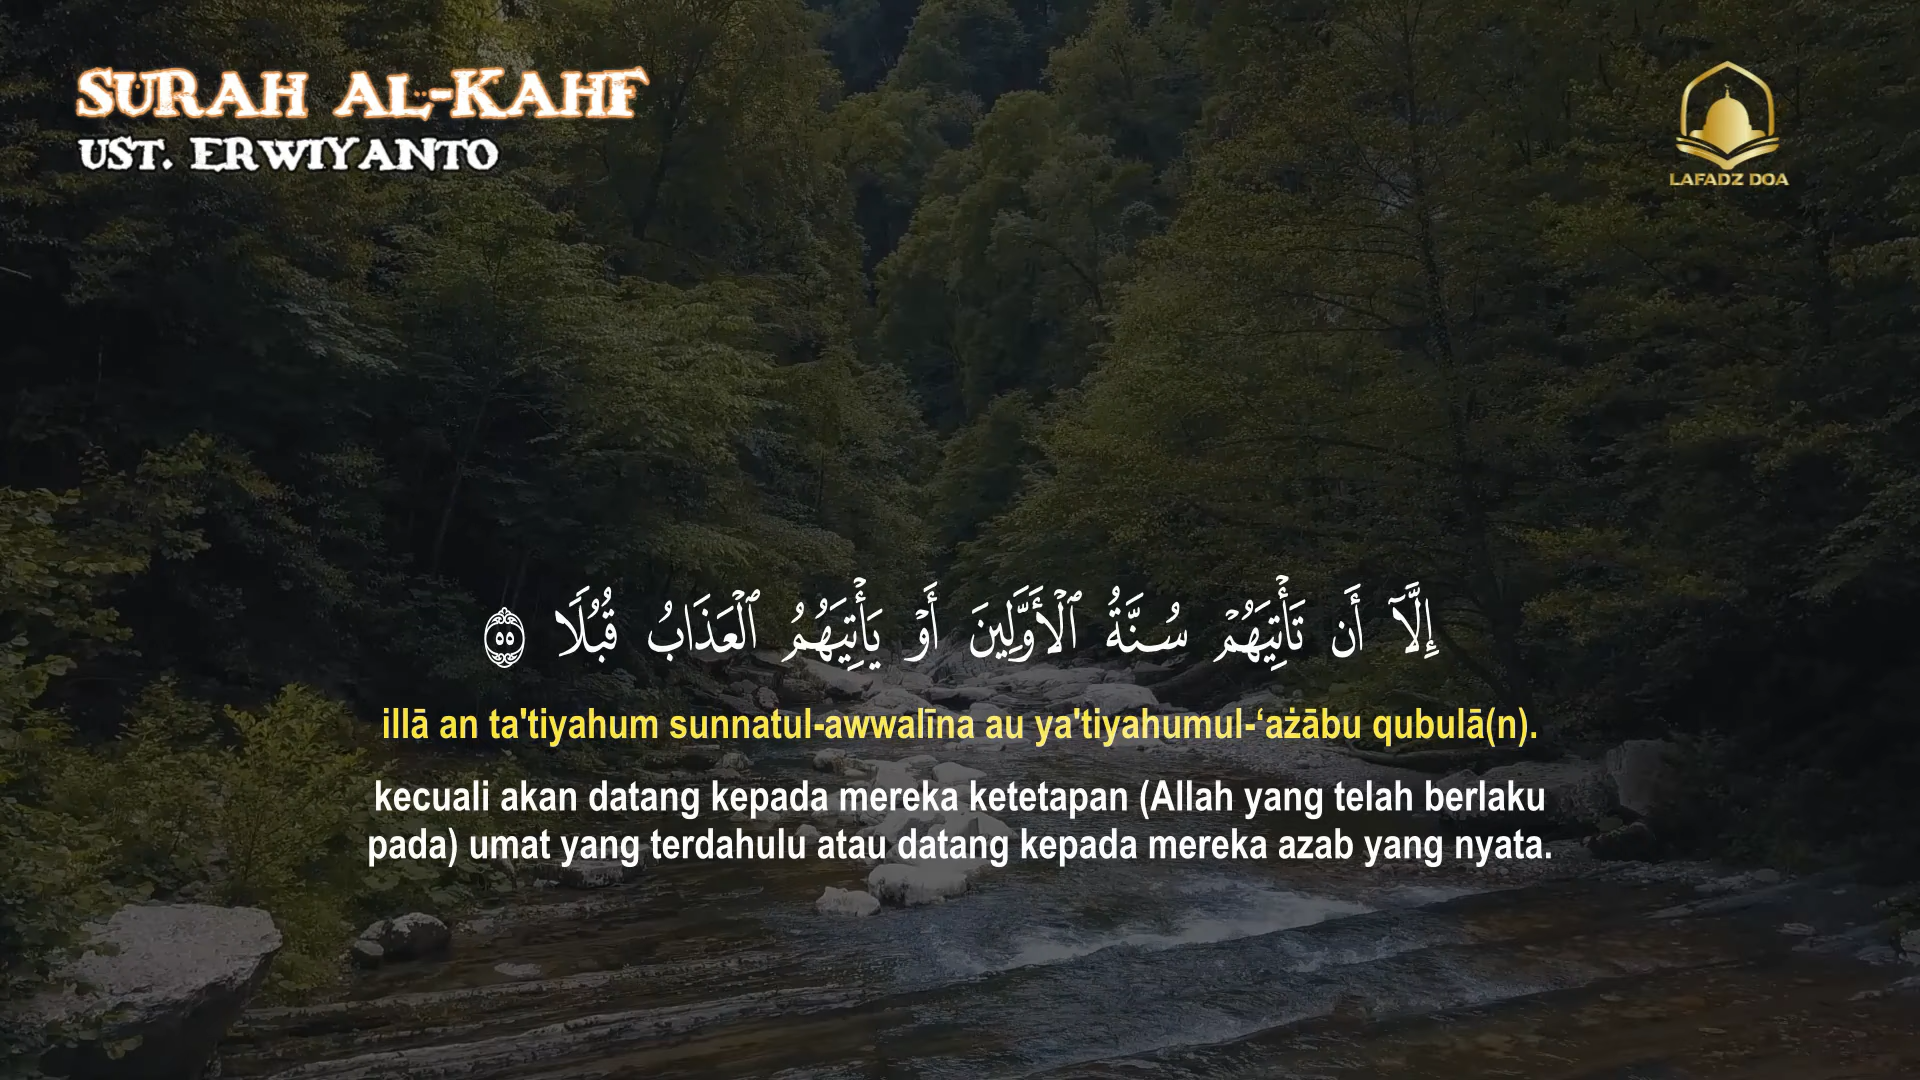 SURAH AL-KAHF
UST. ERWIYANTO
LAFADZ DOA
إِلَّآ أَن تَأْتِيَهُمْ سُنَّةُ ٱلْأَوَّلِينَ أَوْ يَأْتِيَهُمُ ٱلْعَذَابُ قُبُلًا ٥٥
illā an ta'tiyahum sunnatul-awwalīna au ya'tiyahumul-‘ażābu qubulā(n).
kecuali akan datang kepada mereka ketetapan (Allah yang telah berlaku
pada) umat yang terdahulu atau datang kepada mereka azab yang nyata.